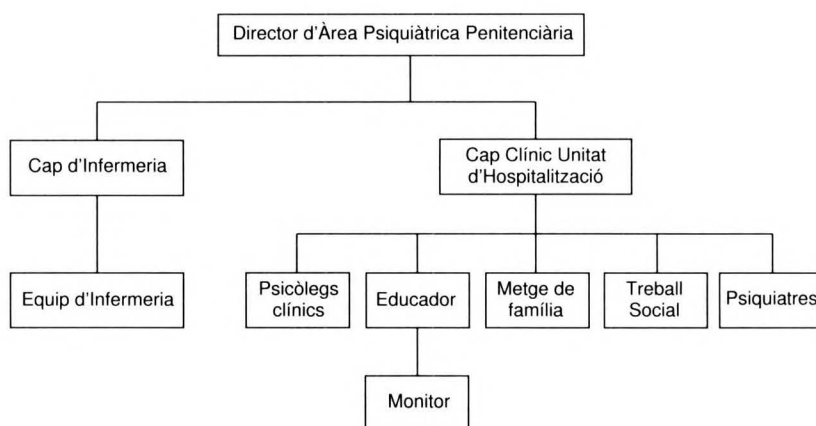 Director d'Àrea Psiquiàtrica Penitenciària
Cap d'Infermeria
Cap Clínic Unitat
d'Hospitalització
Equip d'Infermeria
Psicòlegs
clínics
Educador
Metge de
família
Treball
Social
Psiquiatres
Monitor